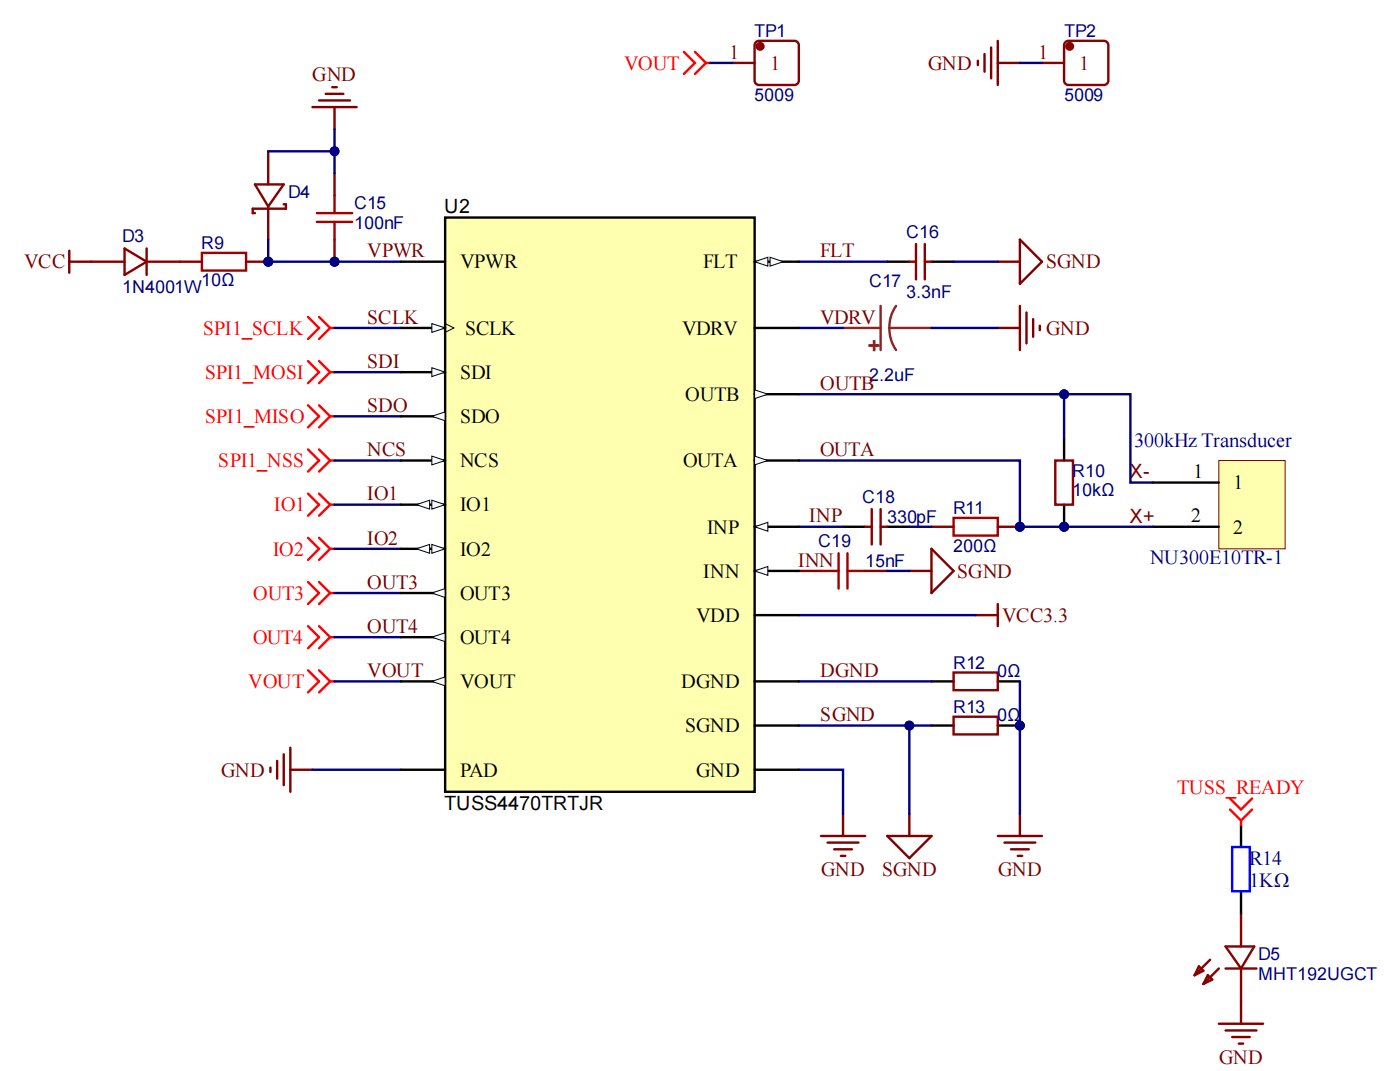 TP1
VOUT 1 1
5009
TP2
GND 1 1
5009
GND
D4
C15
100nF
VCC
D3
1N4001W
R9
10Ω
VPWR
U2
VPWR
SPI1_SCLK SCLK SCLK
SPI1_MOSI SDI SDI
SPI1_MISO SDO SDO
SPI1_NSS NCS NCS
IO1 IO1 IO1
IO2 IO2 IO2
OUT3 OUT3 OUT3
OUT4 OUT4 OUT4
VOUT VOUT VOUT
GND PAD
TUSS4470TRTJR
FLT FLT
C16
3.3nF
SGND
VDRV VDRV
C17
+
2.2uF
GND
OUTB OUTB
OUTA OUTA
R10
10kΩ
300kHz Transducer
X- 1 1
X+ 2 2
NU300E10TR-1
INP INP
C18
330pF
R11
200Ω
INN INN
C19
15nF
SGND
VDD VCC3.3
DGND DGND
R12 0Ω
SGND SGND
R13 0Ω
GND
GND
SGND
GND
TUSS_READY
R14
1KΩ
D5
MHT192UGCT
GND